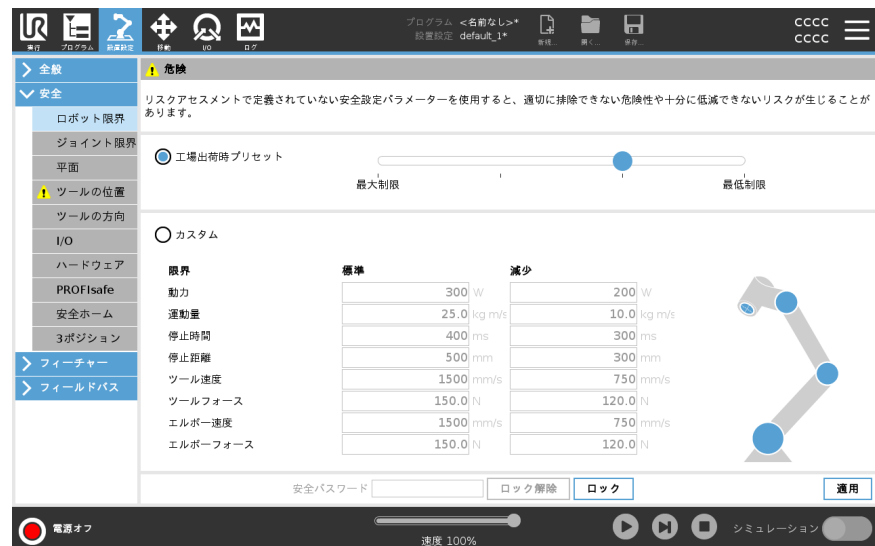 UR
実行
プログラム
設置設定
移動
I/O
ログ
プログラム <名前なし>*
設置設定 default_1*
新規...
開く...
保存...
CCCC
CCCC
全般
安全
ロボット限界
ジョイント限界
平面
ツールの位置
ツールの方向
I/O
ハードウェア
PROFIsafe
安全ホーム
3ポジション
フィーチャー
フィールドバス
危険
リスクアセスメントで定義されていない安全設定パラメーターを使用すると、適切に排除できない危険性や十分に低減できないリスクが生じることが
あります。
工場出荷時プリセット
最大制限 最低制限
カスタム
限界 標準 減少
動力 300 W 200 W
運動量 25.0 kg m/s 10.0 kg m/s
停止時間 400 ms 300 ms
停止距離 500 mm 300 mm
ツール速度 1500 mm/s 750 mm/s
ツールフォース 150.0 N 120.0 N
エルボー速度 1500 mm/s 750 mm/s
エルボーフォース 150.0 N 120.0 N
安全パスワード ロック解除 ロック 適用
電源オフ
速度 100%
シミュレーション